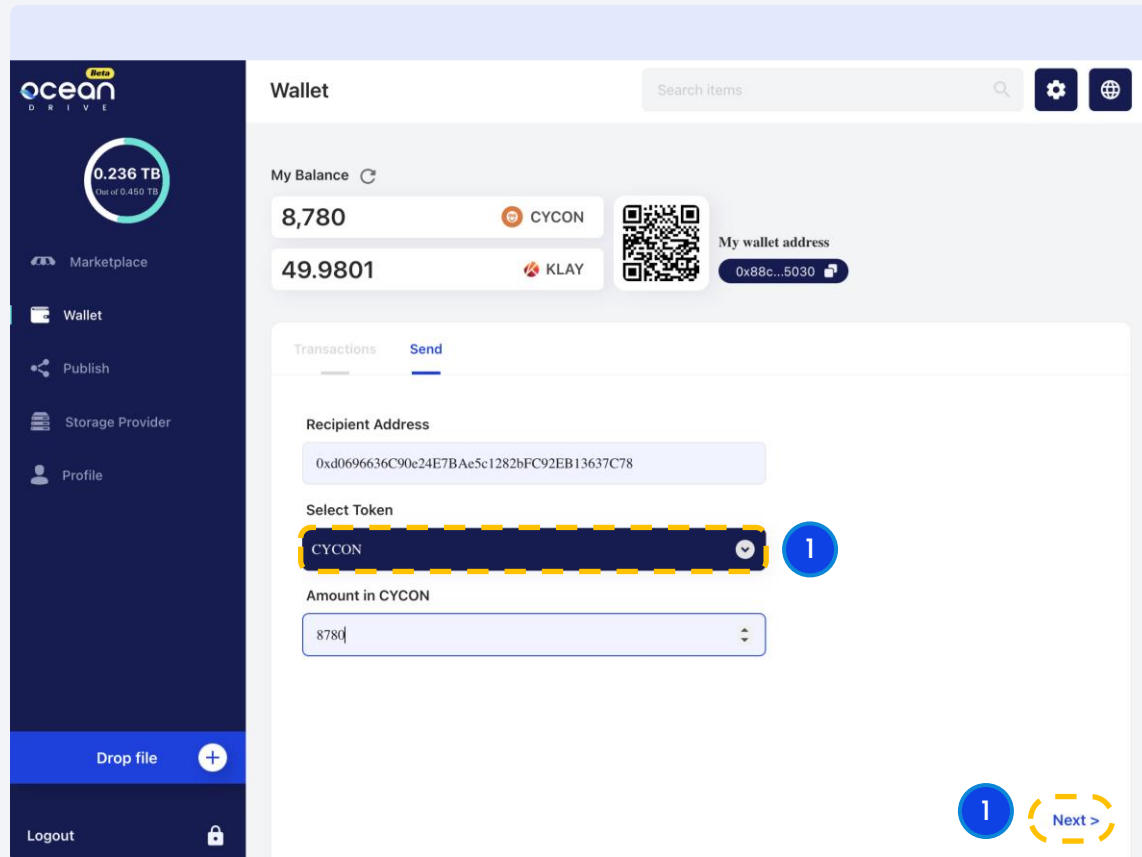 Beta
ocean
DRIVE
0.236 TB
Out of 0.450 TB
Marketplace
Wallet
Publish
Storage Provider
Profile
Drop file
Logout
Wallet
Search items
My Balance
8,780 CYCON
49.9801 KLAY
My wallet address
0x88c...5030
Transactions Send
Recipient Address
0xd0696636C90e24E7BAe5c1282bFC92EB13637C78
Select Token
CYCON
1
Amount in CYCON
8780
1
Next >